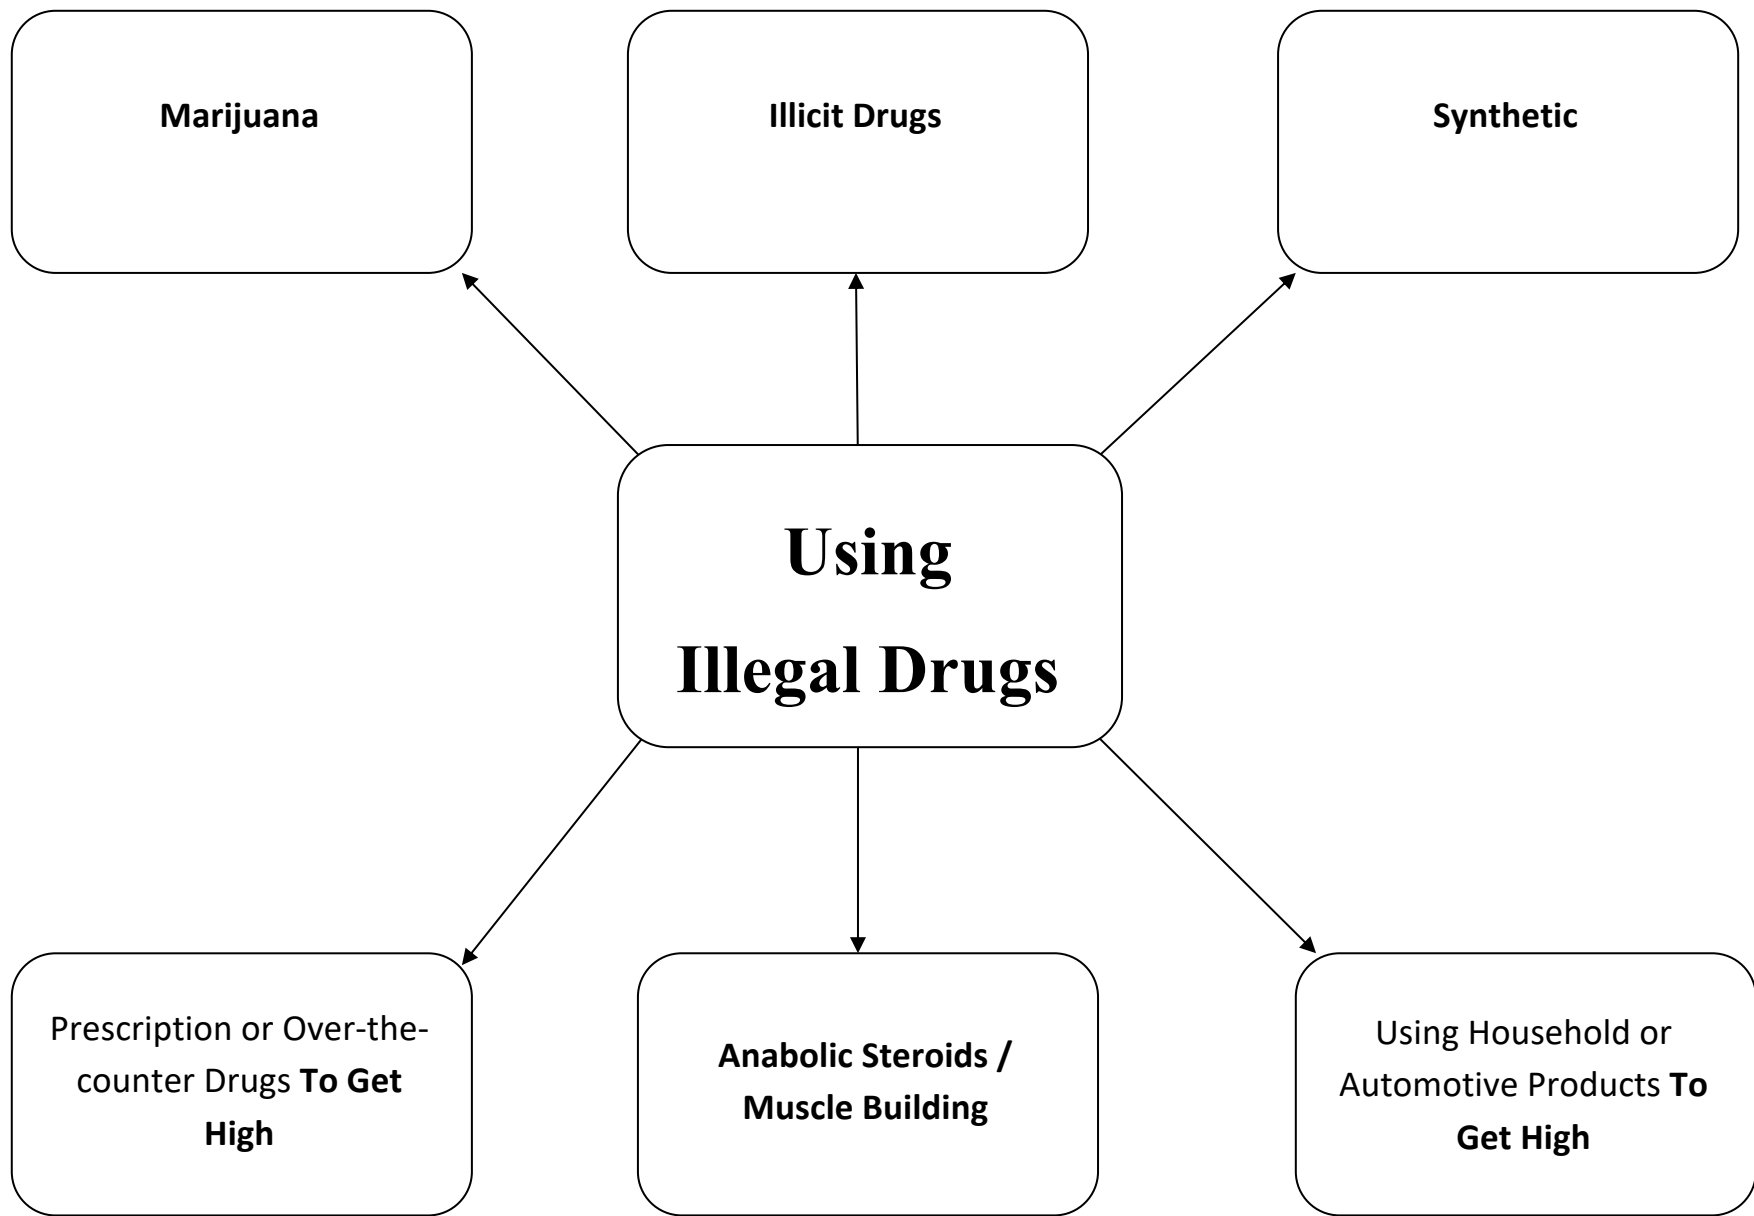 Marijuana
Illicit Drugs
Synthetic
Using
Illegal Drugs
Prescription or Over-the-
counter Drugs To Get
High
Anabolic Steroids /
Muscle Building
Using Household or
Automotive Products To
Get High